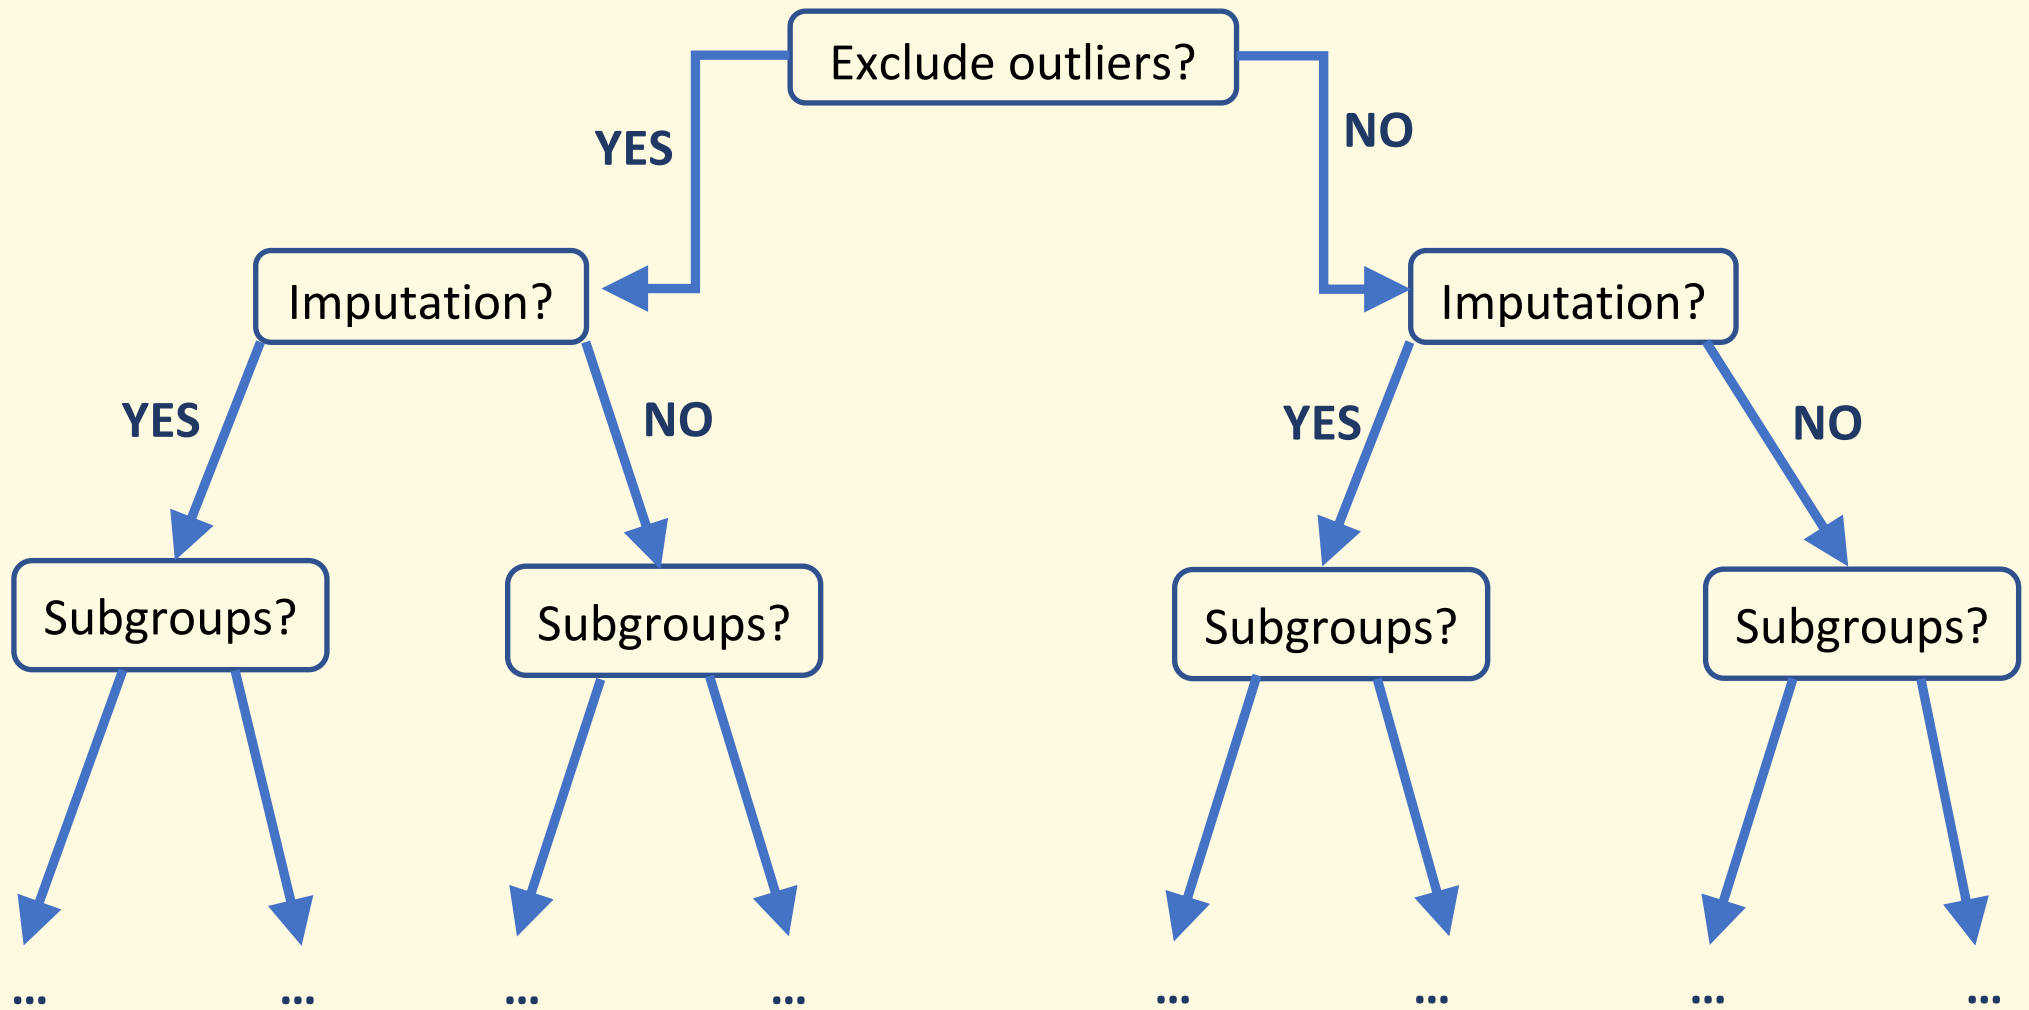 Exclude outliers?
YES
NO
Imputation?
Imputation?
YES
NO
YES
NO
Subgroups?
Subgroups?
Subgroups?
Subgroups?
... ... ... ... ... ... ... ...